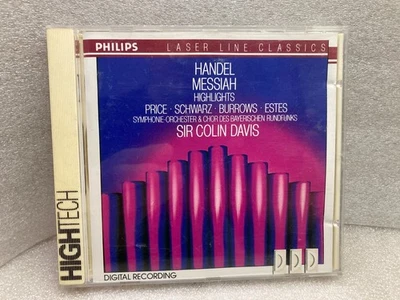 PHILIPS LASER LINE CLASSICS
HANDEL
MESSIAH
HIGHLIGHTS
PRICE · SCHWARZ · BURROWS · ESTES
SYMPHONIE-ORCHESTER & CHOR DES BAYERISCHEN RUNDFUNKS
SIR COLIN DAVIS
HIGHTECH
DIGITAL RECORDING
D D D